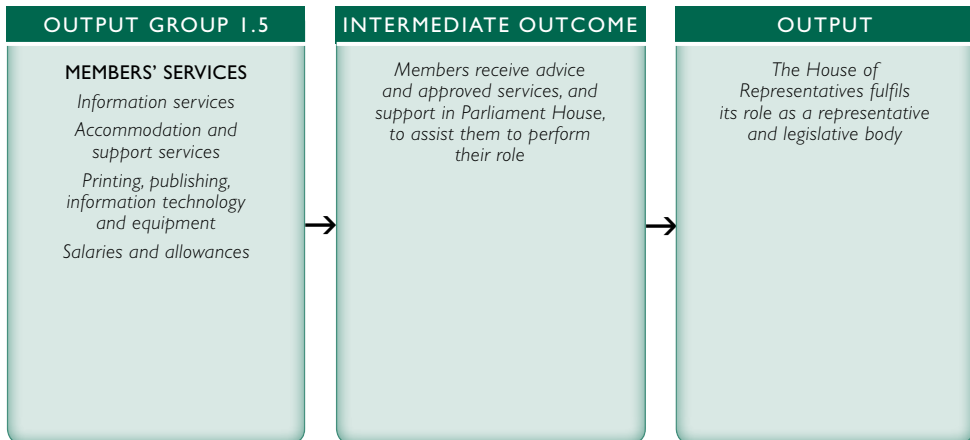 OUTPUT GROUP 1.5
MEMBERS’ SERVICES
Information services
Accommodation and
support services
Printing, publishing,
information technology
and equipment
Salaries and allowances
INTERMEDIATE OUTCOME
Members receive advice
and approved services, and
support in Parliament House,
to assist them to perform
their role
OUTPUT
The House of
Representatives fulfils
its role as a representative
and legislative body